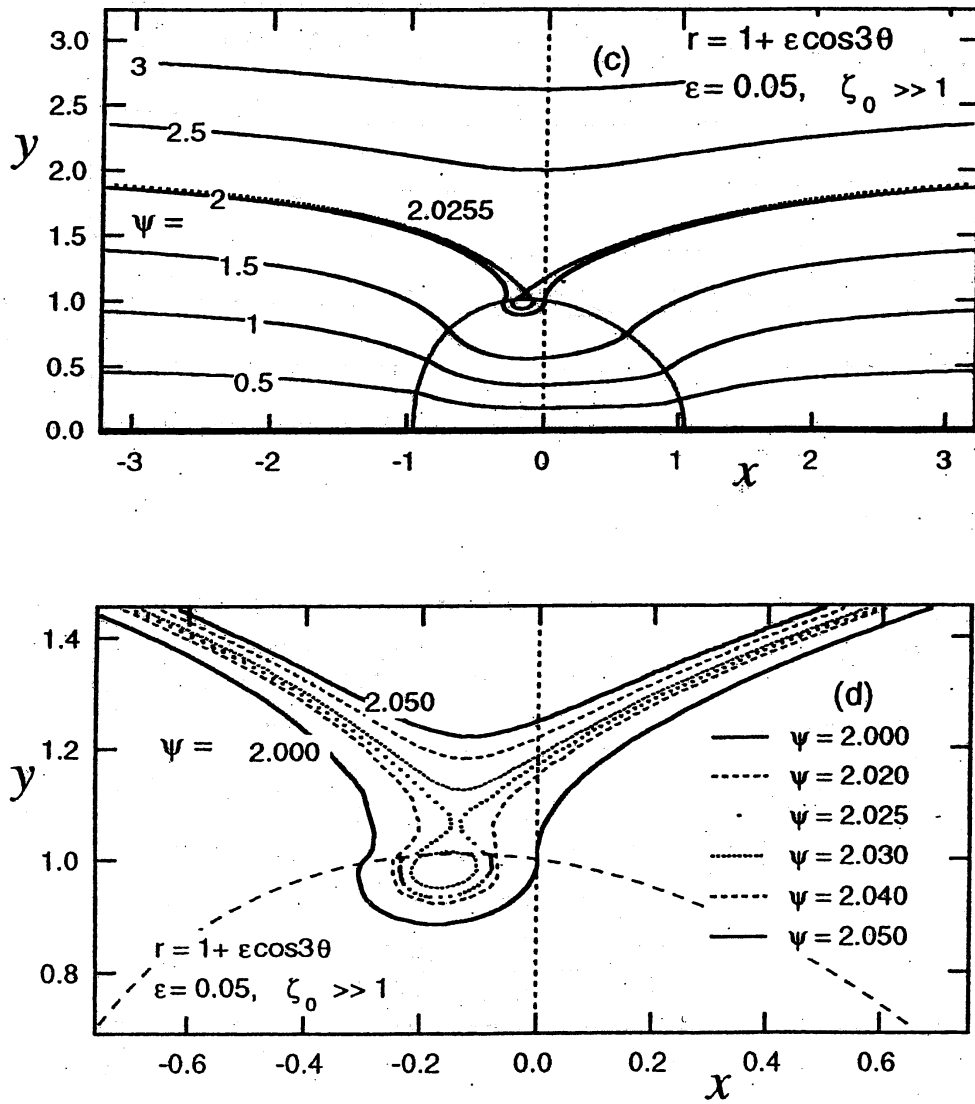 3.0
2.5
2.0
1.5
1.0
0.5
0.0
y
3
2.5
2
ψ =
1.5
1
0.5
2.0255
(c)
r = 1+ εcos3θ
ε= 0.05, ζ₀ >> 1
-3 -2 -1 0 1 2 3
x
1.4
1.2
1.0
0.8
y
2.050
ψ = 2.000
(d)
ψ = 2.000
ψ = 2.020
ψ = 2.025
ψ = 2.030
ψ = 2.040
ψ = 2.050
r = 1+ εcos3θ
ε= 0.05, ζ₀ >> 1
-0.6 -0.4 -0.2 0.0 0.2 0.4 0.6
x